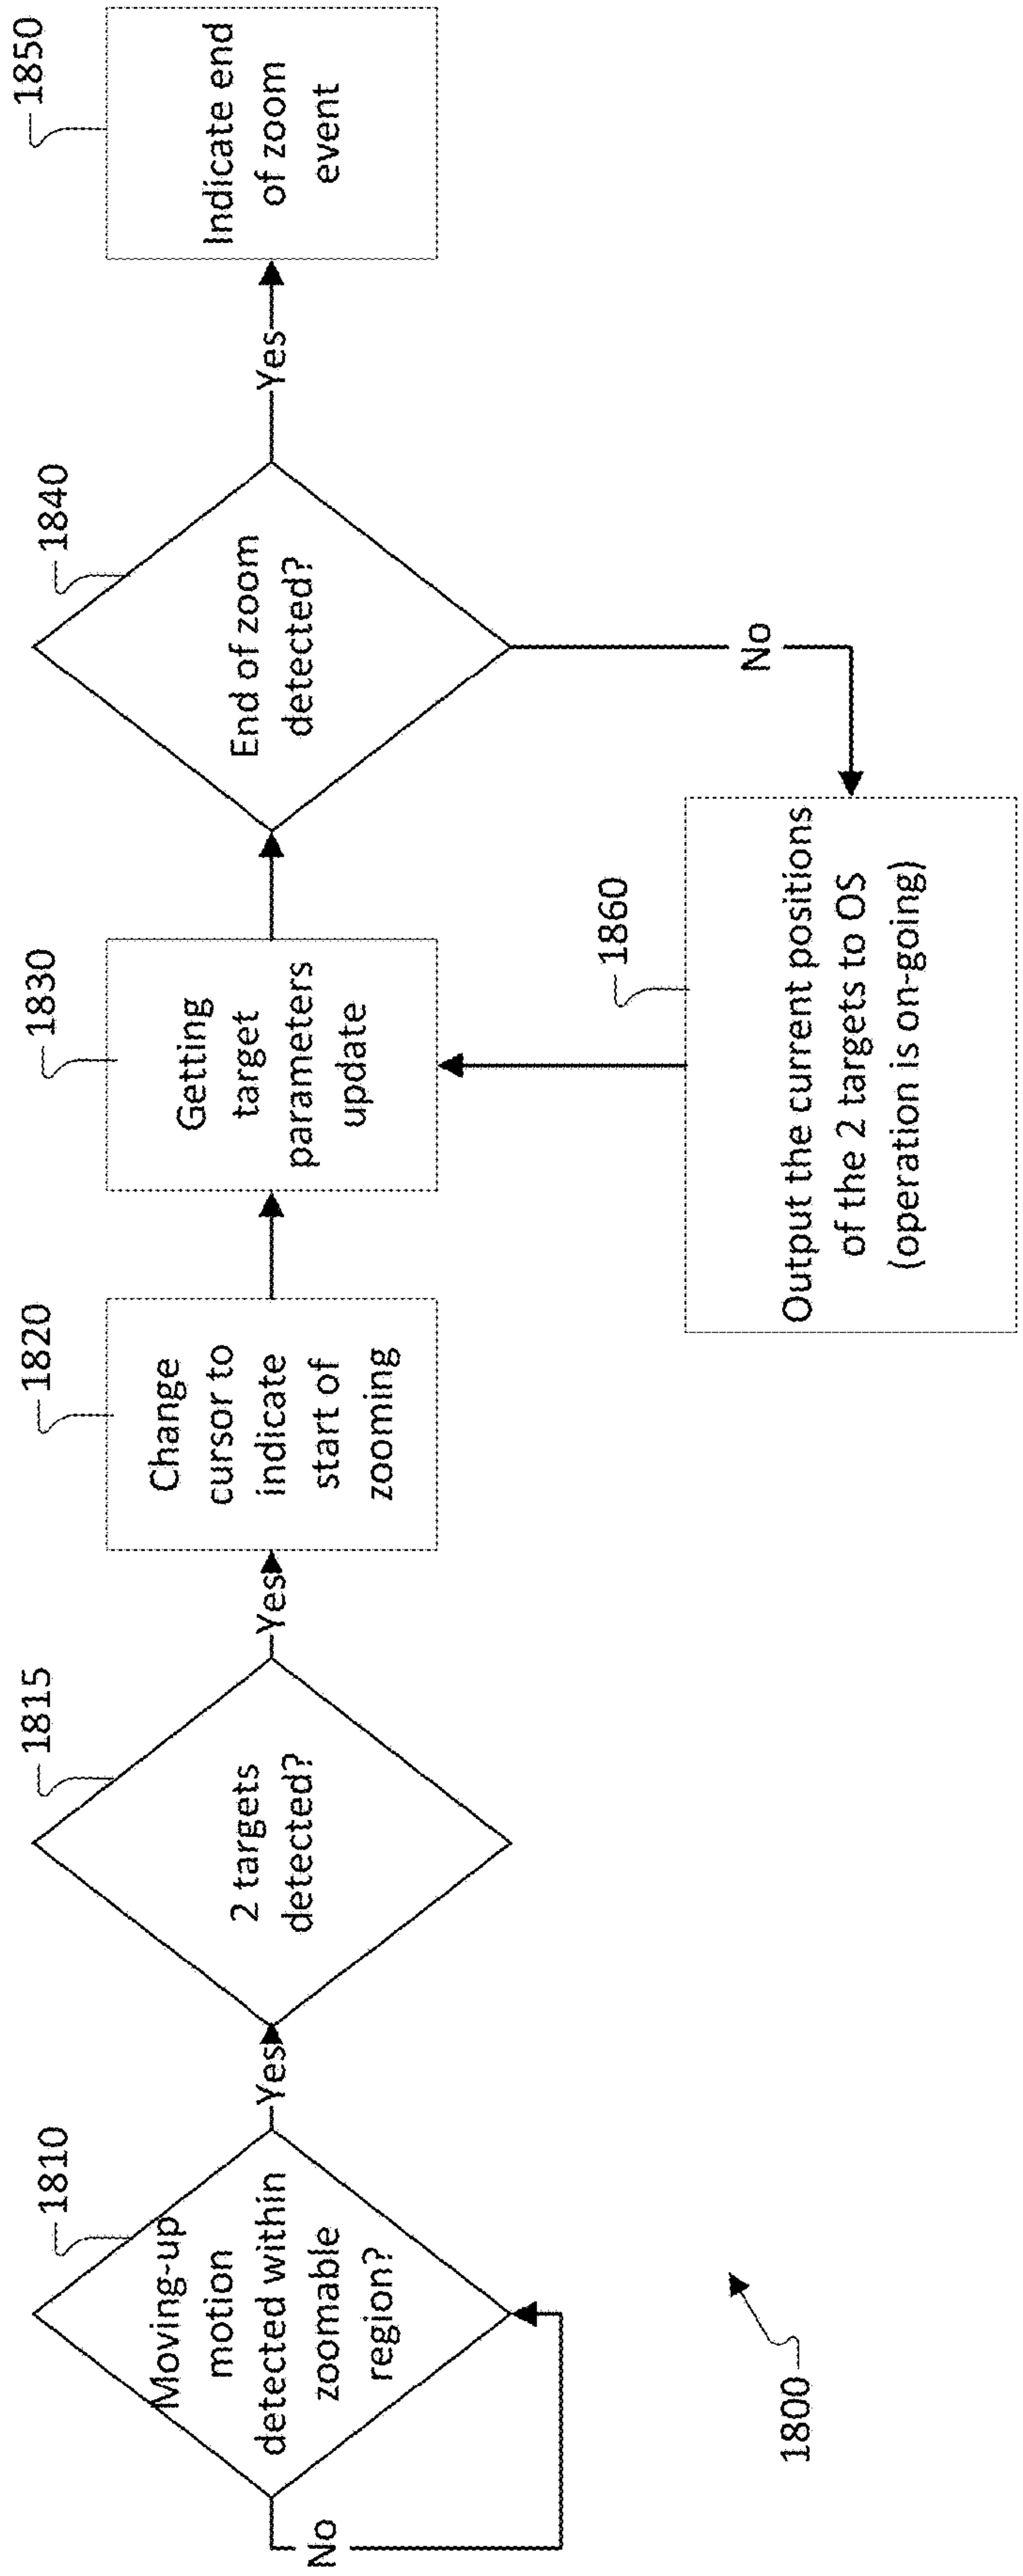 1810
Moving-up
motion
detected within
zoomable
region?
No
Yes
1815
2 targets
detected?
Yes
1820
Change
cursor to
indicate
start of
zooming
1830
Getting
target
parameters
update
1840
End of zoom
detected?
Yes
No
1850
Indicate end
of zoom
event
1860
Output the current positions
of the 2 targets to OS
(operation is on-going)
1800